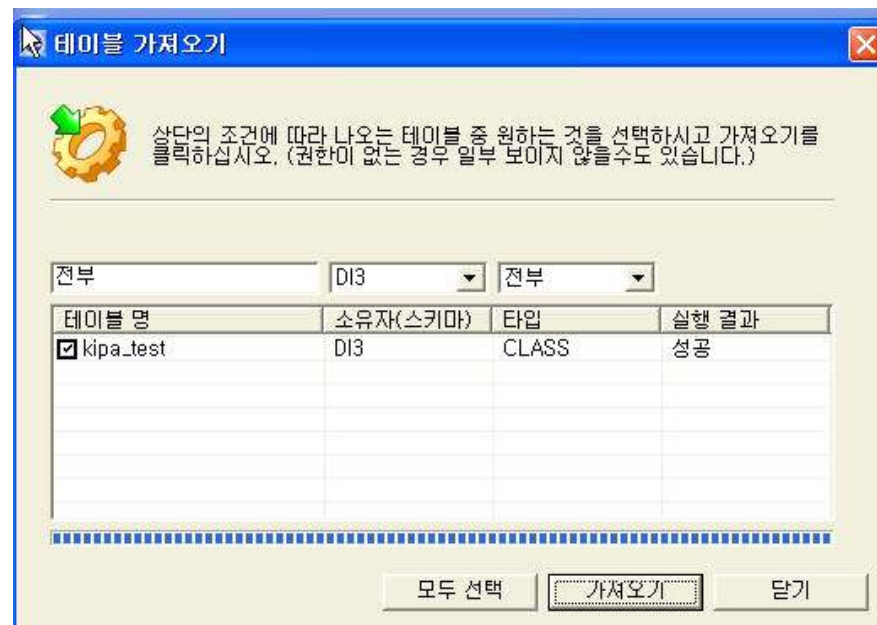 테이블 가져오기
상단의 조건에 따라 나오는 테이블 중 원하는 것을 선택하시고 가져오기를
클릭하십시오. (권한이 없는 경우 일부 보이지 않을수도 있습니다.)
전부 DI3 전부
테이블 명 소유자(스키마) 타입 실행 결과
kipa_test DI3 CLASS 성공
모두 선택 가져오기 닫기